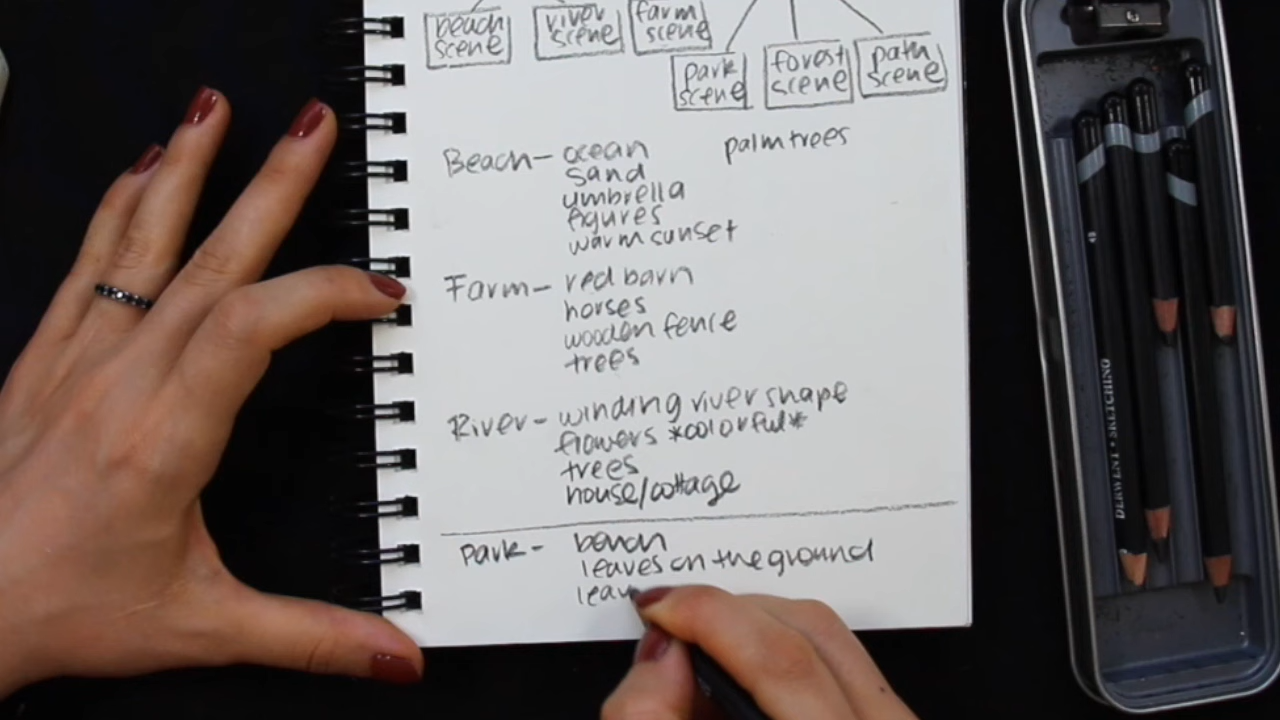 beach scene
river scene
farm scene
park scene
forest scene
path scene
Beach- ocean
palm trees
sand
umbrella
figures
warm sunset
Farm- red barn
horses
wooden fence
trees
River- winding river shape
flowers *colorful*
trees
house/cottage
park- bench
leaves on the ground
leav
DERWENT · SKETCHING